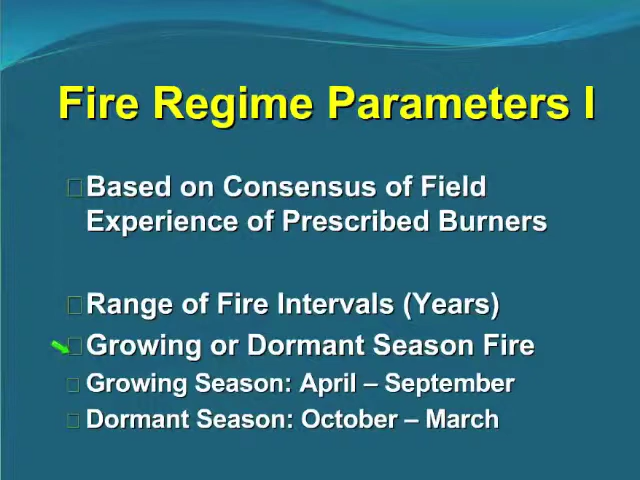 Fire Regime Parameters I
Based on Consensus of Field
Experience of Prescribed Burners
Range of Fire Intervals (Years)
Growing or Dormant Season Fire
Growing Season: April – September
Dormant Season: October – March